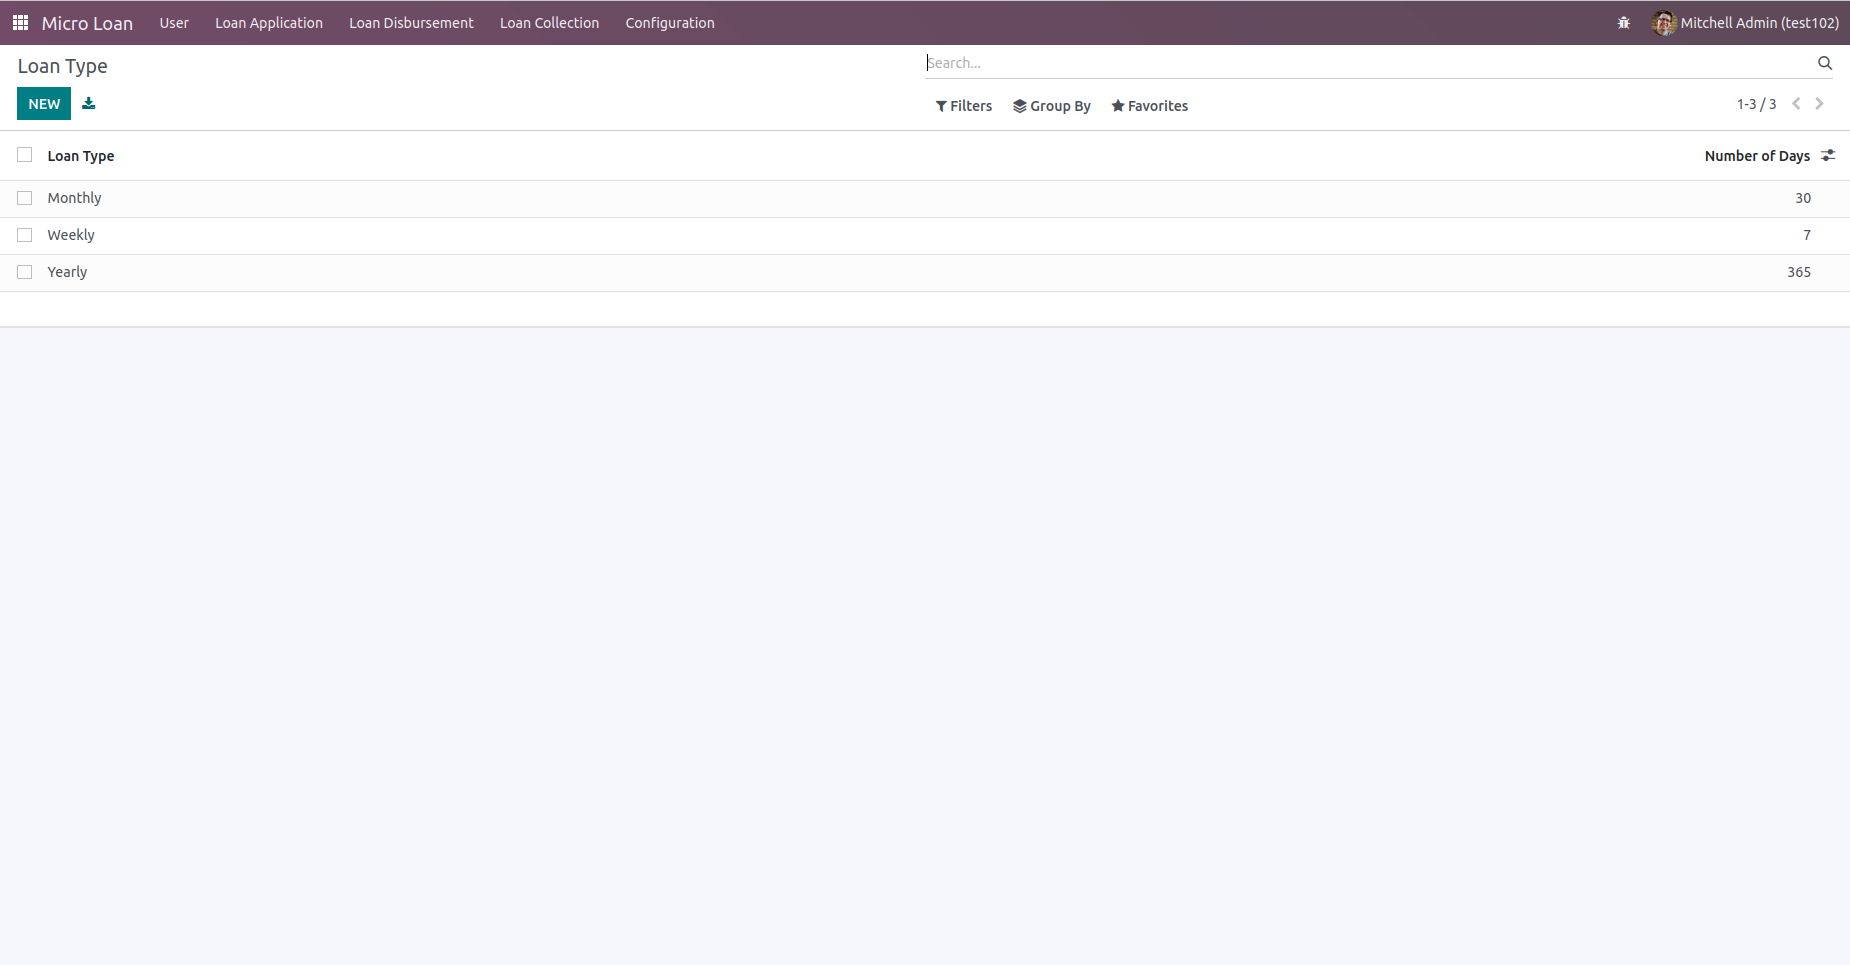 Micro Loan User Loan Application Loan Disbursement Loan Collection Configuration Mitchell Admin (test102)
Loan Type Search...
NEW Filters Group By Favorites 1-3 / 3
Loan Type Number of Days
Monthly 30
Weekly 7
Yearly 365